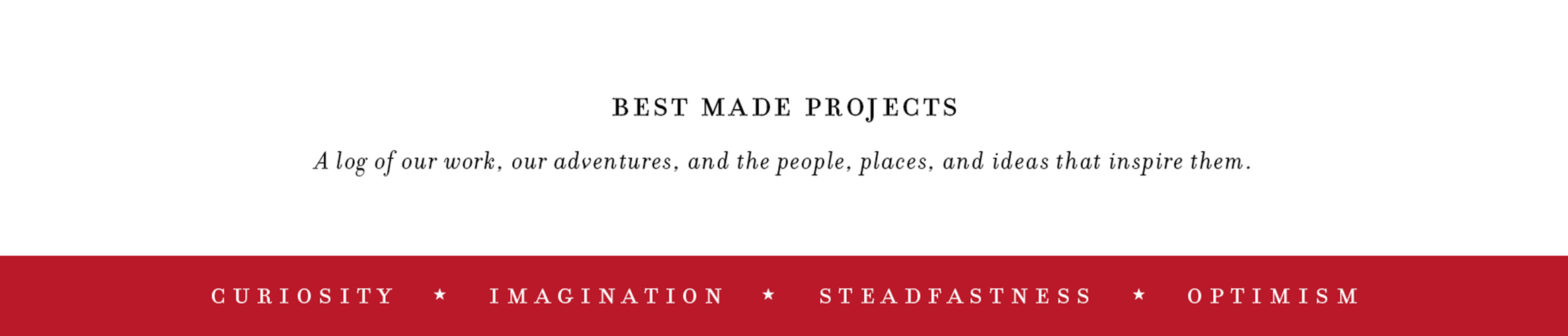 BEST MADE PROJECTS
A log of our work, our adventures, and the people, places, and ideas that inspire them.
CURIOSITY ★ IMAGINATION ★ STEADFASTNESS ★ OPTIMISM